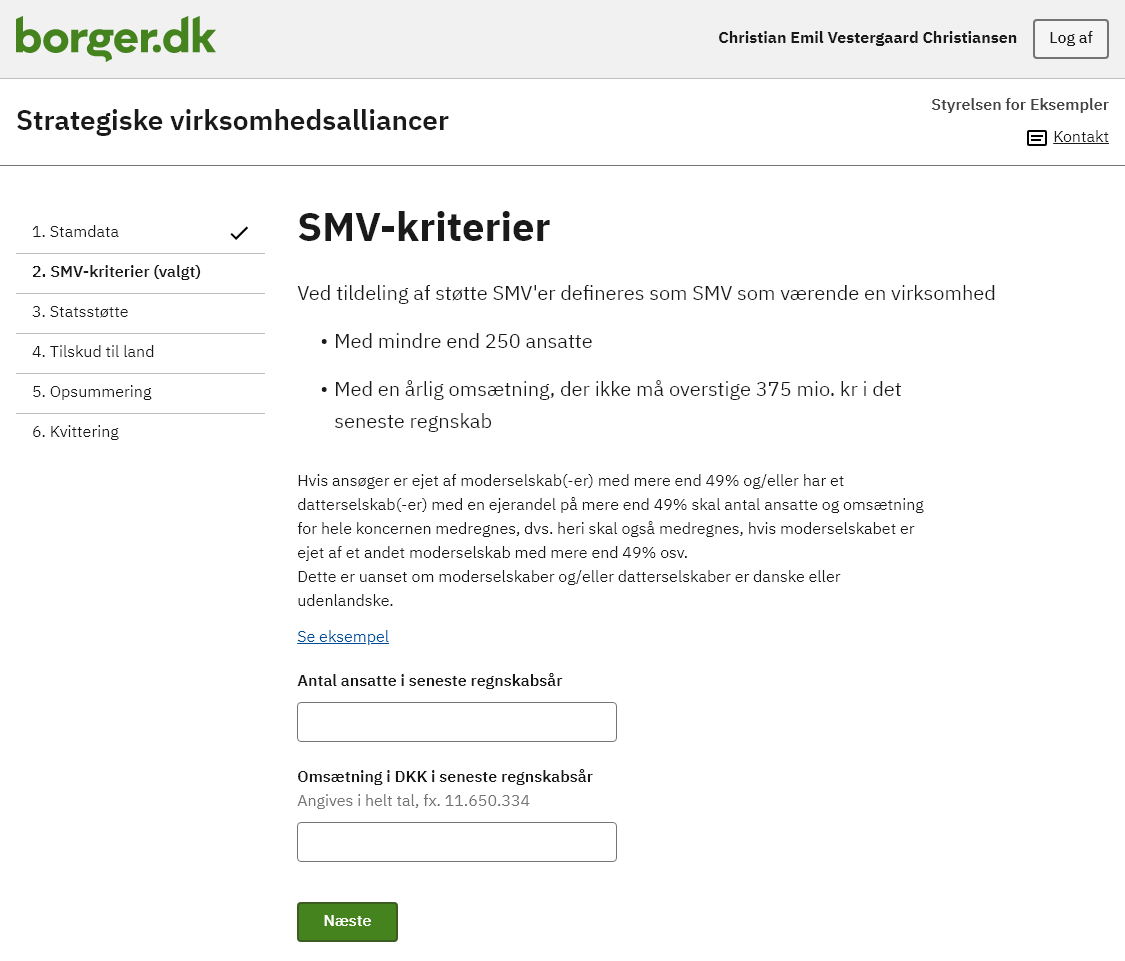 borger.dk
Christian Emil Vestergaard Christiansen
Log af
Strategiske virksomhedsalliancer
Styrelsen for Eksempler
Kontakt
1. Stamdata
2. SMV-kriterier (valgt)
3. Statsstøtte
4. Tilskud til land
5. Opsummering
6. Kvittering
SMV-kriterier
Ved tildeling af støtte SMV'er defineres som SMV som værende en virksomhed
• Med mindre end 250 ansatte
• Med en årlig omsætning, der ikke må overstige 375 mio. kr i det
seneste regnskab
Hvis ansøger er ejet af moderselskab(-er) med mere end 49% og/eller har et
datterselskab(-er) med en ejerandel på mere end 49% skal antal ansatte og omsætning
for hele koncernen medregnes, dvs. heri skal også medregnes, hvis moderselskabet er
ejet af et andet moderselskab med mere end 49% osv.
Dette er uanset om moderselskaber og/eller datterselskaber er danske eller
udenlandske.
Se eksempel
Antal ansatte i seneste regnskabsår
Omsætning i DKK i seneste regnskabsår
Angives i helt tal, fx. 11.650.334
Næste